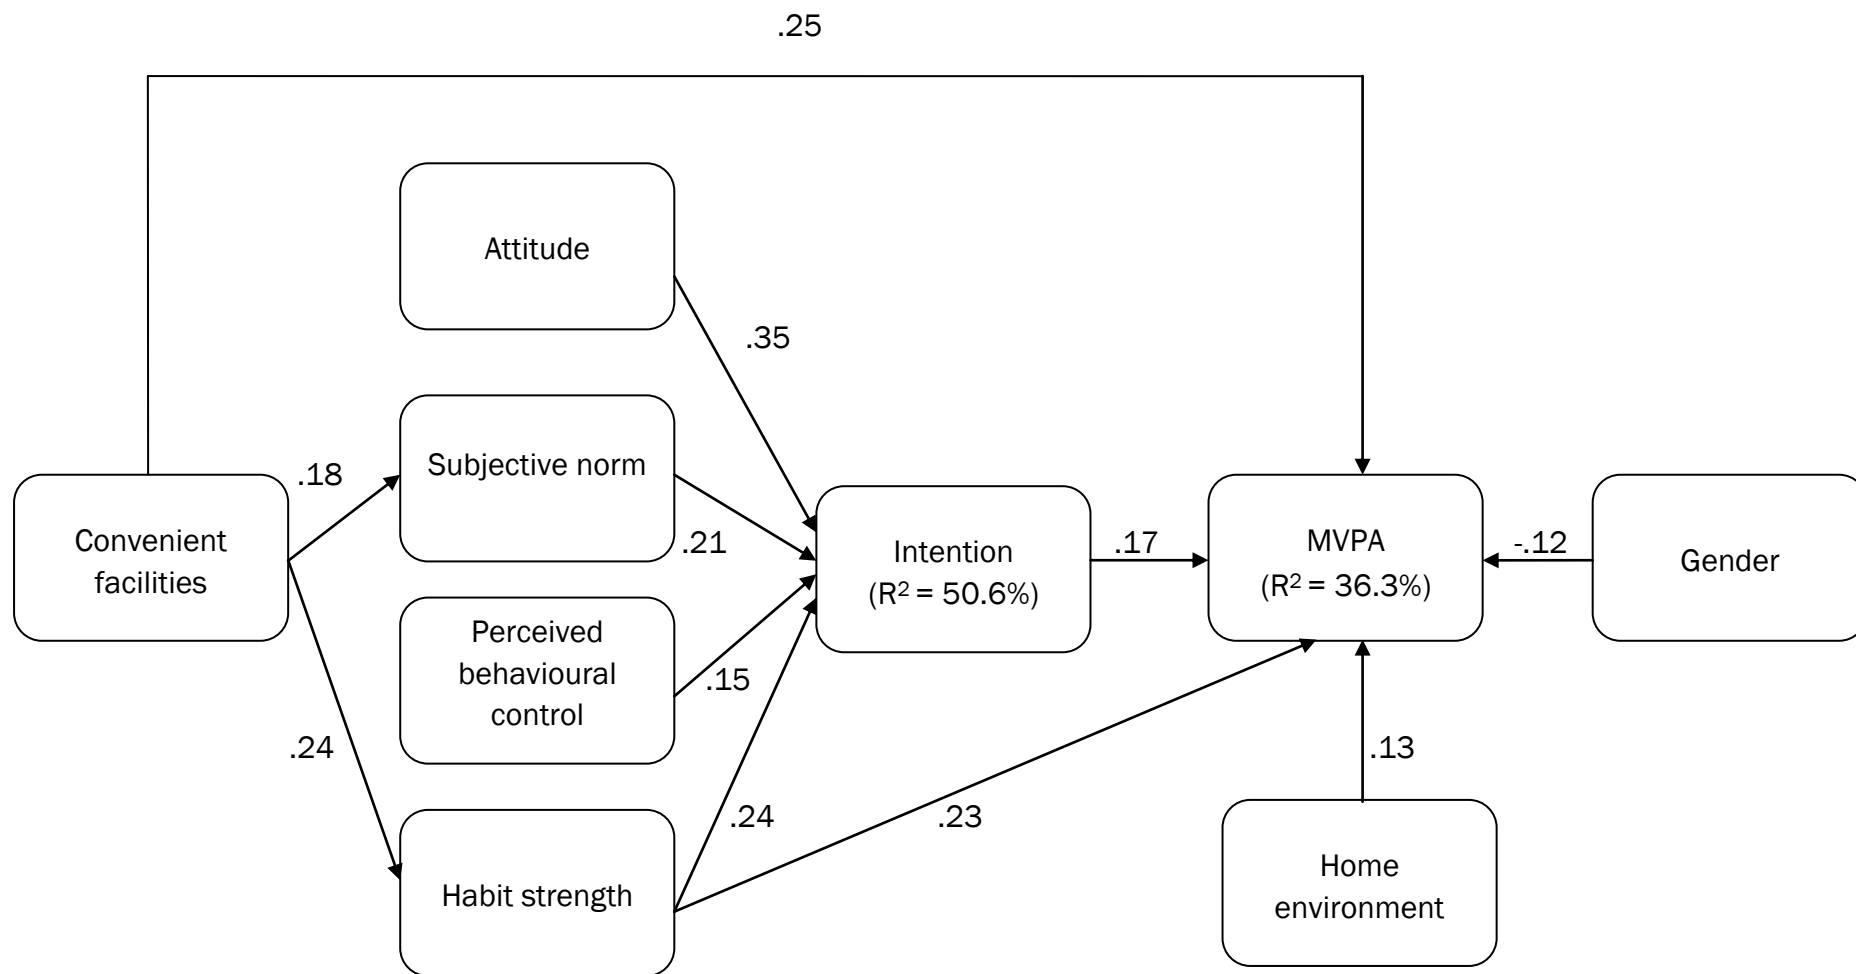 .25
Attitude
.35
Subjective norm
.18
.21
Convenient
facilities
Intention
(R² = 50.6%)
.17
MVPA
(R² = 36.3%)
-.12
Gender
Perceived
behavioural
control
.15
.24
.24
.23
.13
Habit strength
Home
environment